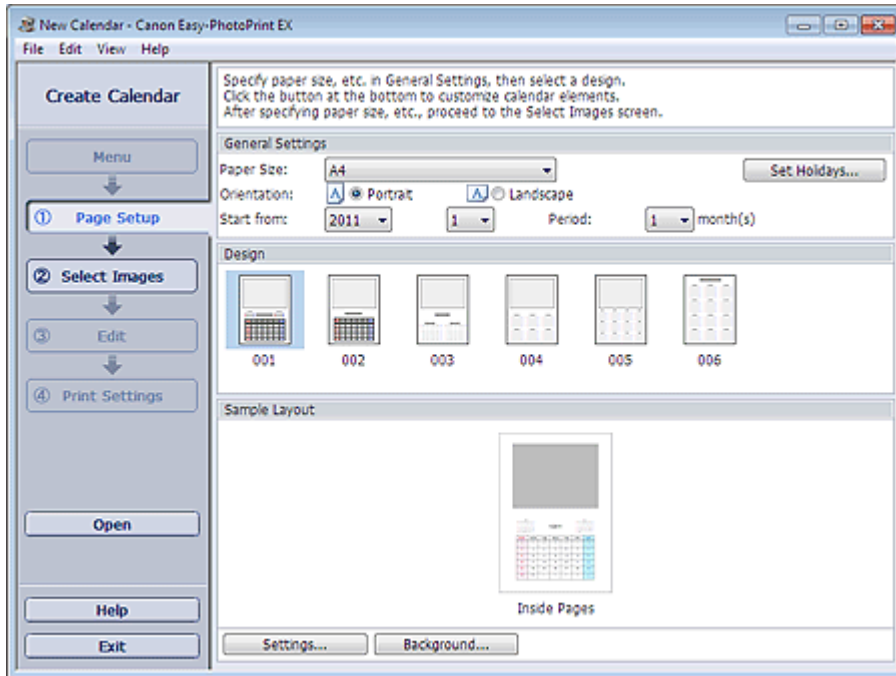 New Calendar - Canon Easy-PhotoPrint EX
File Edit View Help
Create Calendar
Menu
① Page Setup
② Select Images
③ Edit
④ Print Settings
Open
Help
Exit
Specify paper size, etc. in General Settings, then select a design.
Click the button at the bottom to customize calendar elements.
After specifying paper size, etc., proceed to the Select Images screen.
General Settings
Paper Size: A4 Set Holidays...
Orientation: A Portrait A Landscape
Start from: 2011 1 Period: 1 month(s)
Design
001 002 003 004 005 006
Sample Layout
Inside Pages
Settings... Background...